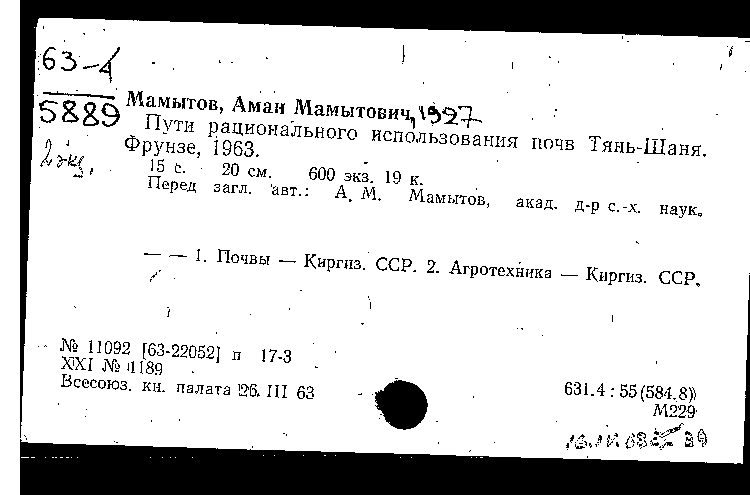 63-4
5889
2 экз.
Мамытов, Аман Мамытович, 1927
Пути рационального использования почв Тянь-Шаня.
Фрунзе, 1963.
15 с. 20 см. 600 экз. 19 к.
Перед загл. авт.: А. М. Мамытов, акад. д-р с.-х. наук.
— — 1. Почвы — Киргиз. ССР. 2. Агротехника — Киргиз. ССР.
№ 11092 [63-22052] п 17-3
XXI № 1189
Всесоюз. кн. палата 26. III 63
631.4 : 55 (584.8)
М229